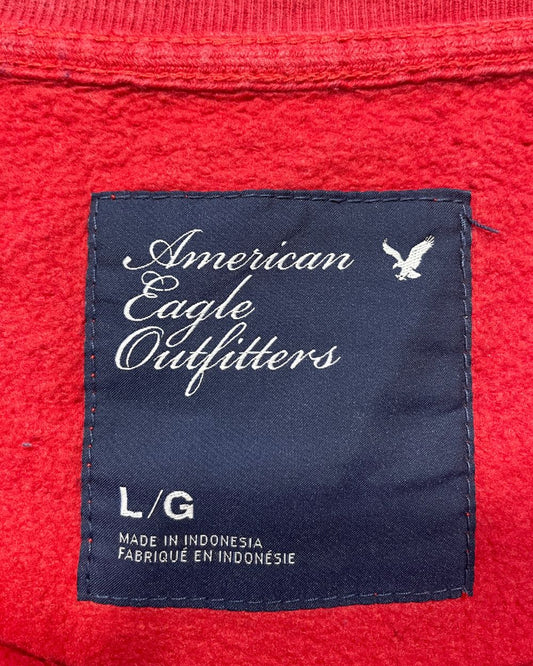 American
Eagle
Outfitters
L/G
MADE IN INDONESIA
FABRIQUÉ EN INDONÉSIE